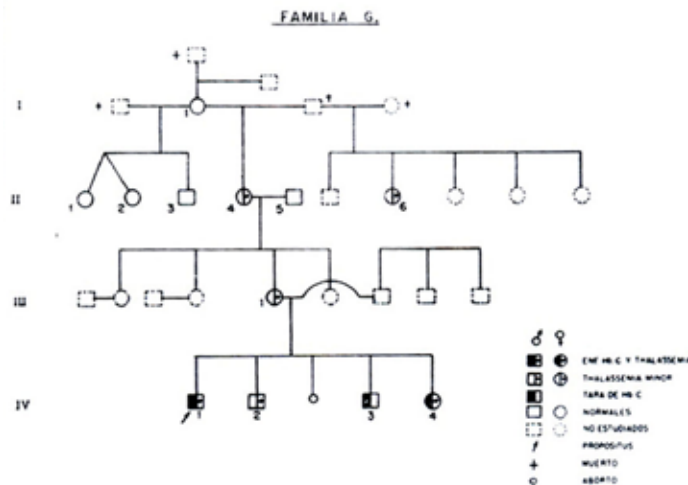 FAMILIA G.
I
1
II
1 2 3 4 5 6
III
1
IV
1 2 3 4
♂ ♀
ENF HB·C Y THALASSEMIA
THALASSEMIA MINOR
TARA DE HB C
NORMALES
NO ESTUDIADOS
PROPOSITUS
MUERTO
ABORTO